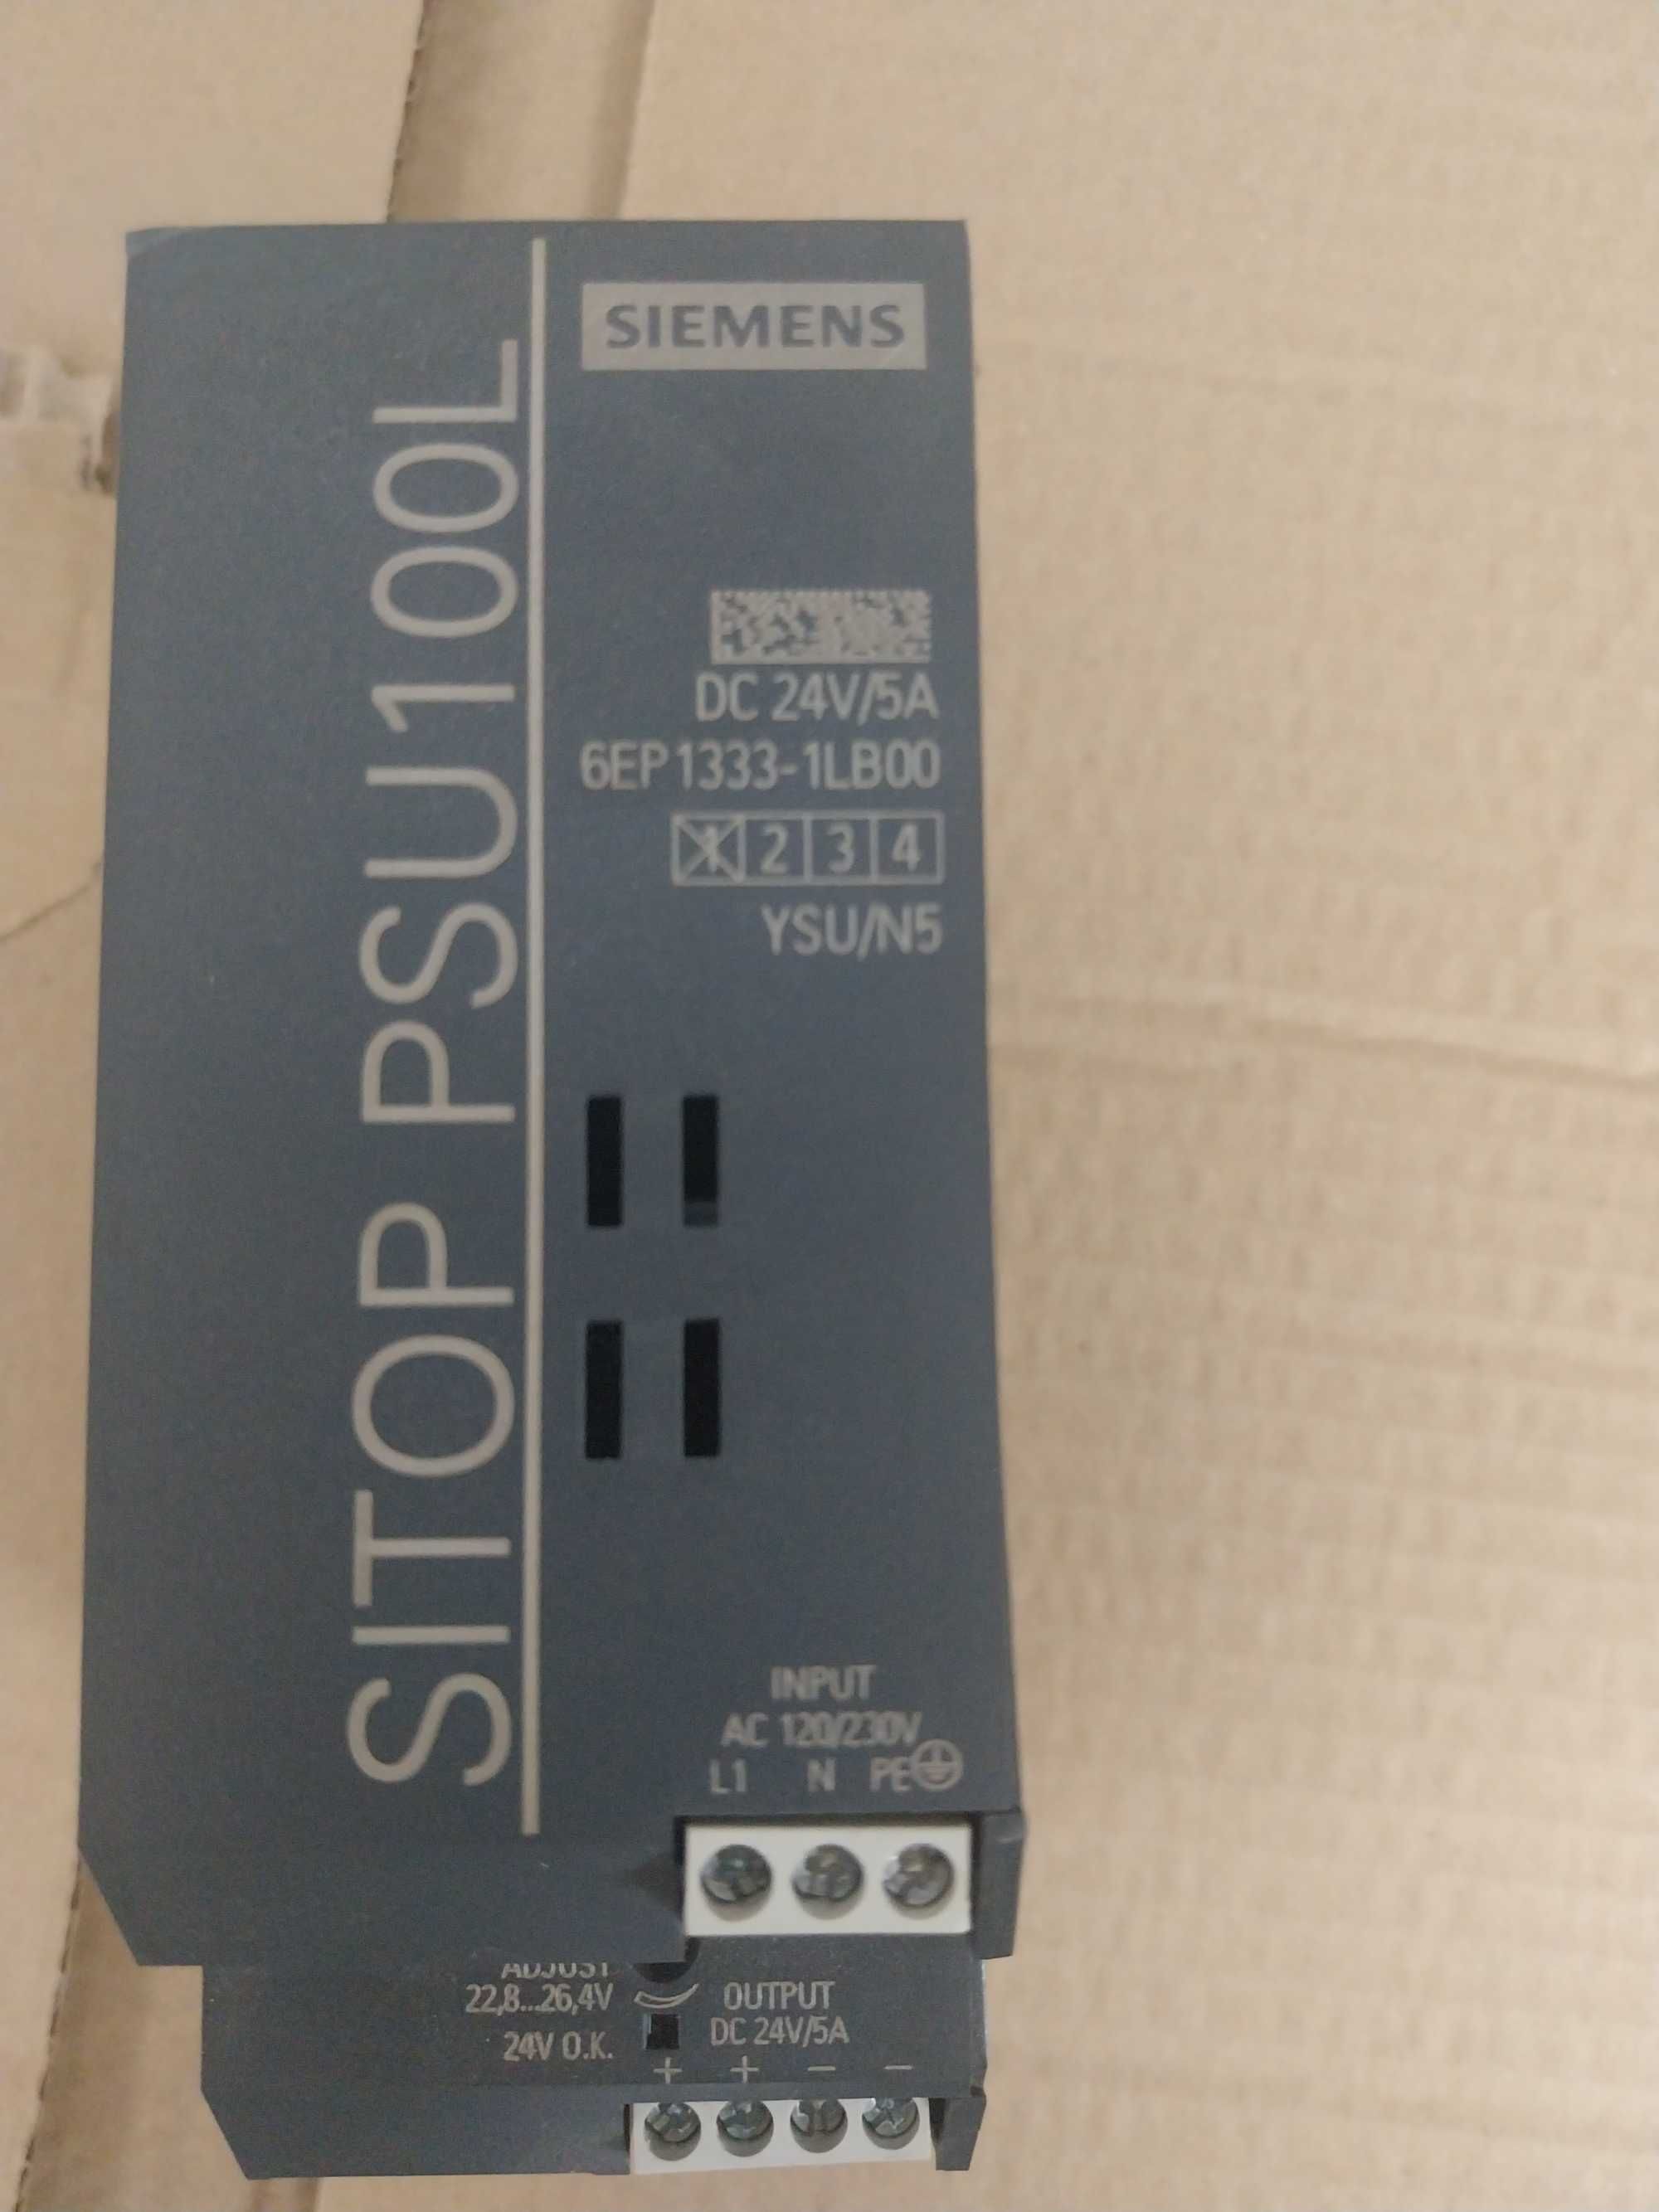 SIEMENS
SITOP PSU100L
DC 24V/5A
6EP1333-1LB00
1 2 3 4
YSU/N5
INPUT
AC 120/230V
L1 N PE
ADJUST
22,8...26,4V
24V O.K.
OUTPUT
DC 24V/5A
+ + − −